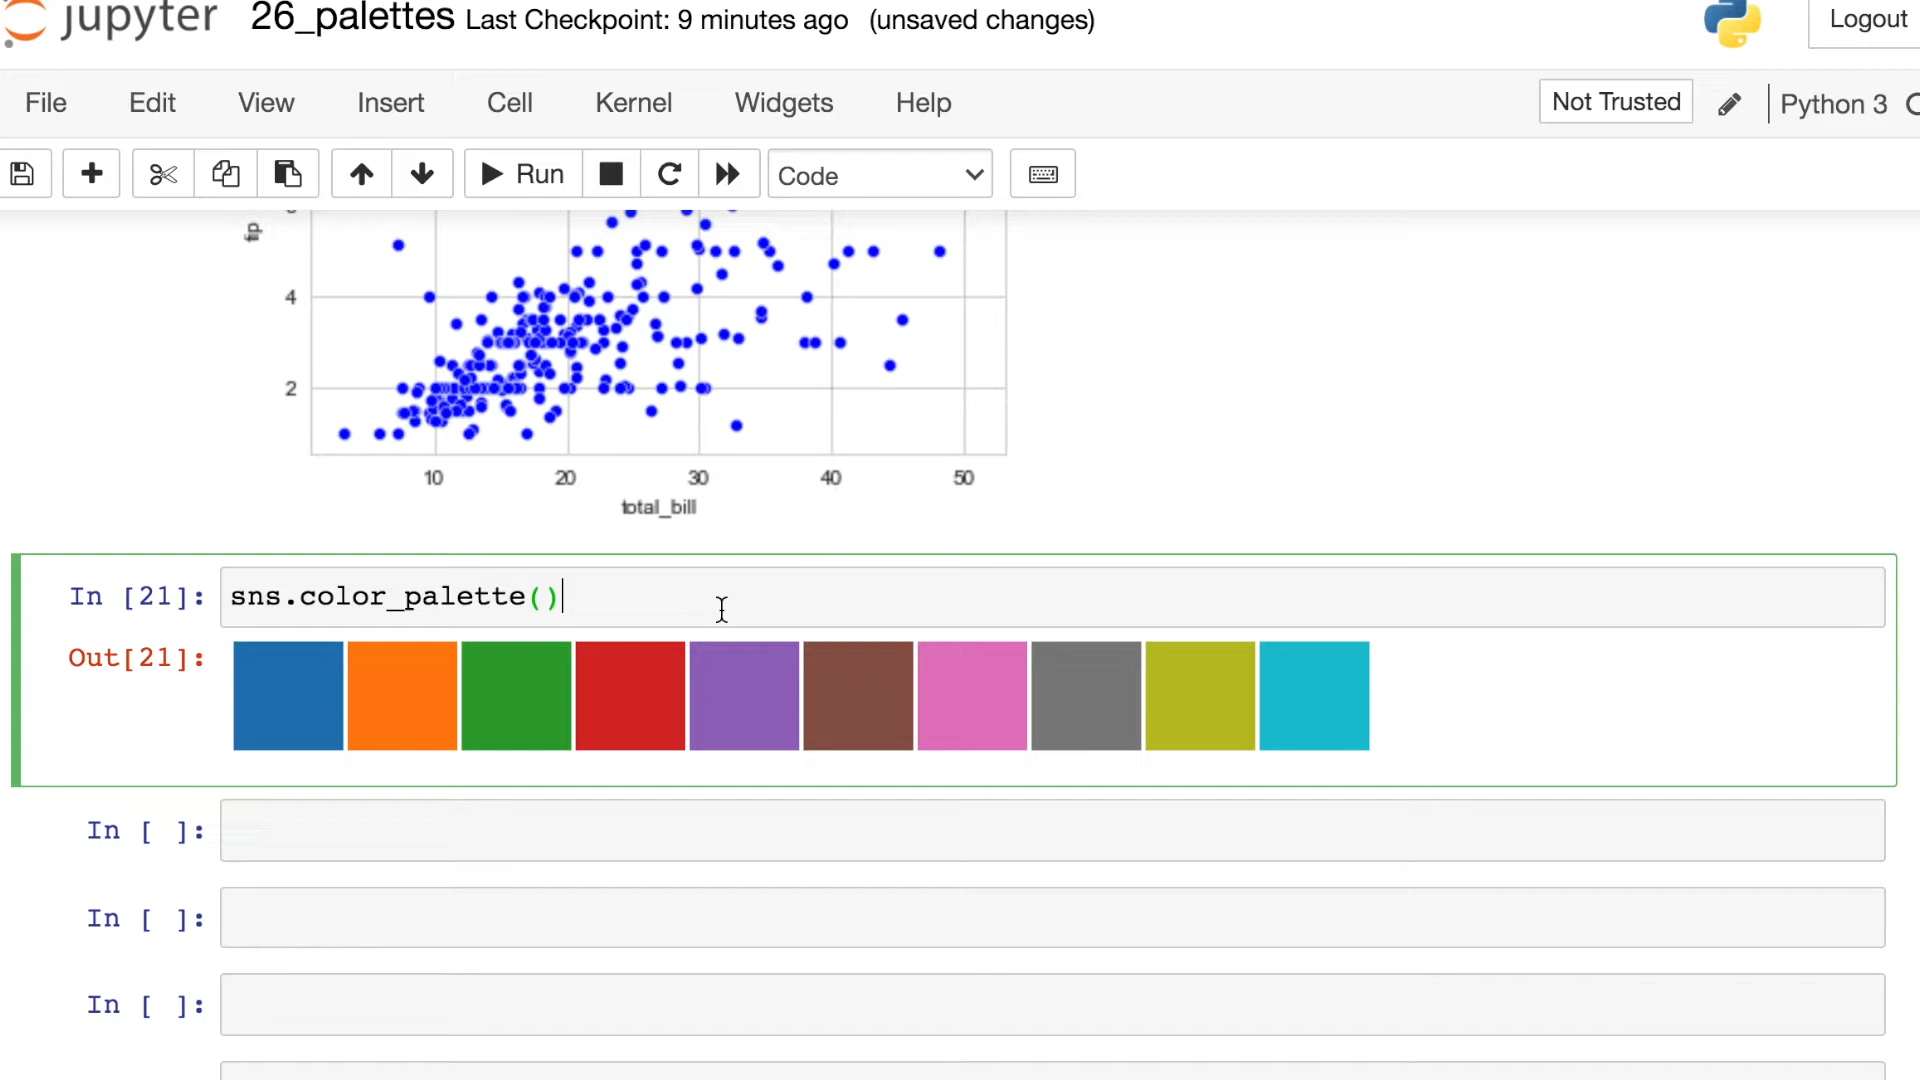 jupyter 26_palettes Last Checkpoint: 9 minutes ago (unsaved changes) Logout
File Edit View Insert Cell Kernel Widgets Help Not Trusted Python 3
Run Code
tip
4
2
10 20 30 40 50
total_bill
In [21]: sns.color_palette()
Out[21]:
In [ ]:
In [ ]:
In [ ]: